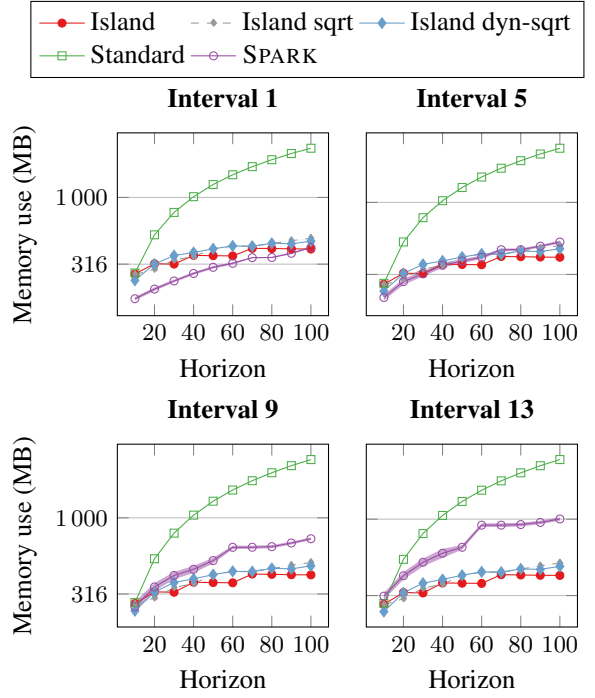 Island Island sqrt Island dyn-sqrt
Standard SPARK
Interval 1 Interval 5
Memory use (MB)
1 000
316
20 40 60 80 100
Horizon
20 40 60 80 100
Horizon
Interval 9 Interval 13
Memory use (MB)
1 000
316
20 40 60 80 100
Horizon
20 40 60 80 100
Horizon